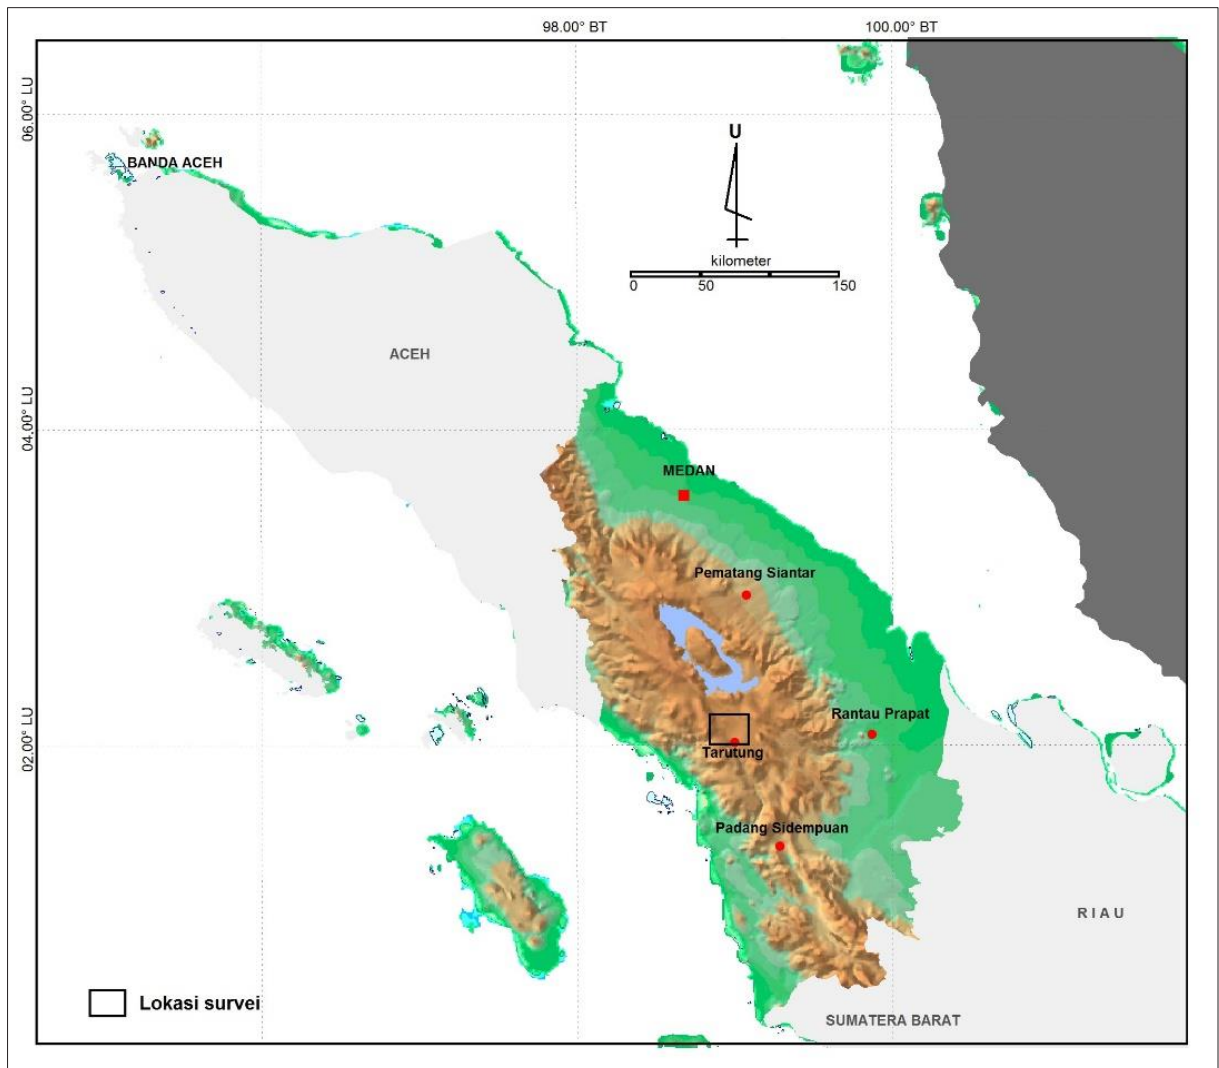 98.00° BT
100.00° BT
06.00° LU
U
BANDA ACEH
kilometer
0 50 100 150
ACEH
04.00° LU
MEDAN
Pematang Siantar
Rantau Prapat
02.00° LU
Tarutung
Padang Sidempuan
R I A U
Lokasi survei
SUMATERA BARAT